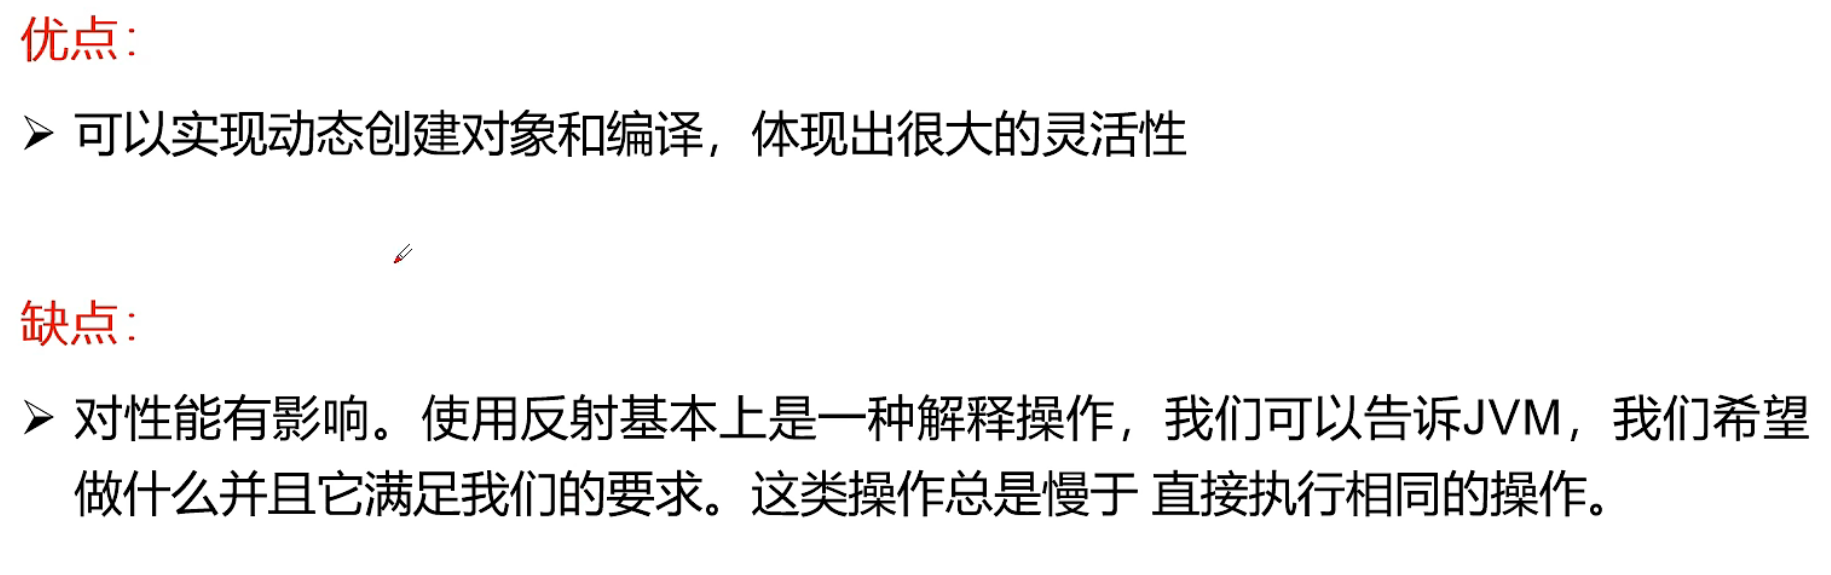 优点：
可以实现动态创建对象和编译，体现出很大的灵活性
缺点：
对性能有影响。使用反射基本上是一种解释操作，我们可以告诉JVM，我们希望
做什么并且它满足我们的要求。这类操作总是慢于 直接执行相同的操作。